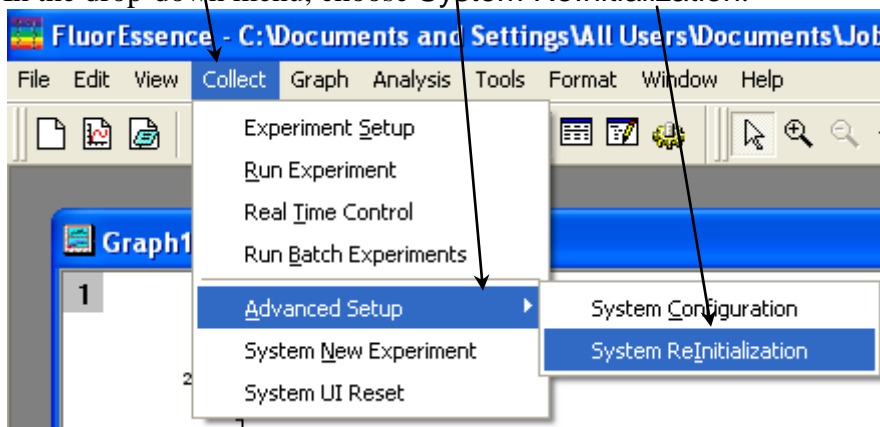 in the drop-down menu, choose System ReInitialization.
FluorEssence - C:\Documents and Settings\All Users\Documents\Job
File Edit View Collect Graph Analysis Tools Format Window Help
Experiment Setup
Run Experiment
Real Time Control
Run Batch Experiments
Graph1
1
Advanced Setup
System Configuration
System New Experiment
System ReInitialization
2
System UI Reset